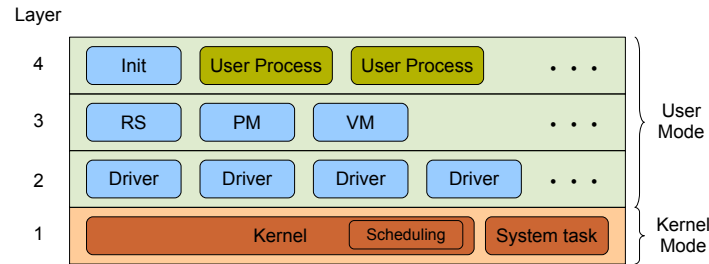 Layer
4
Init
User Process
User Process
. . .
3
RS
PM
VM
. . .
User
Mode
2
Driver
Driver
Driver
Driver
. . .
1
Kernel
Scheduling
System task
Kernel
Mode